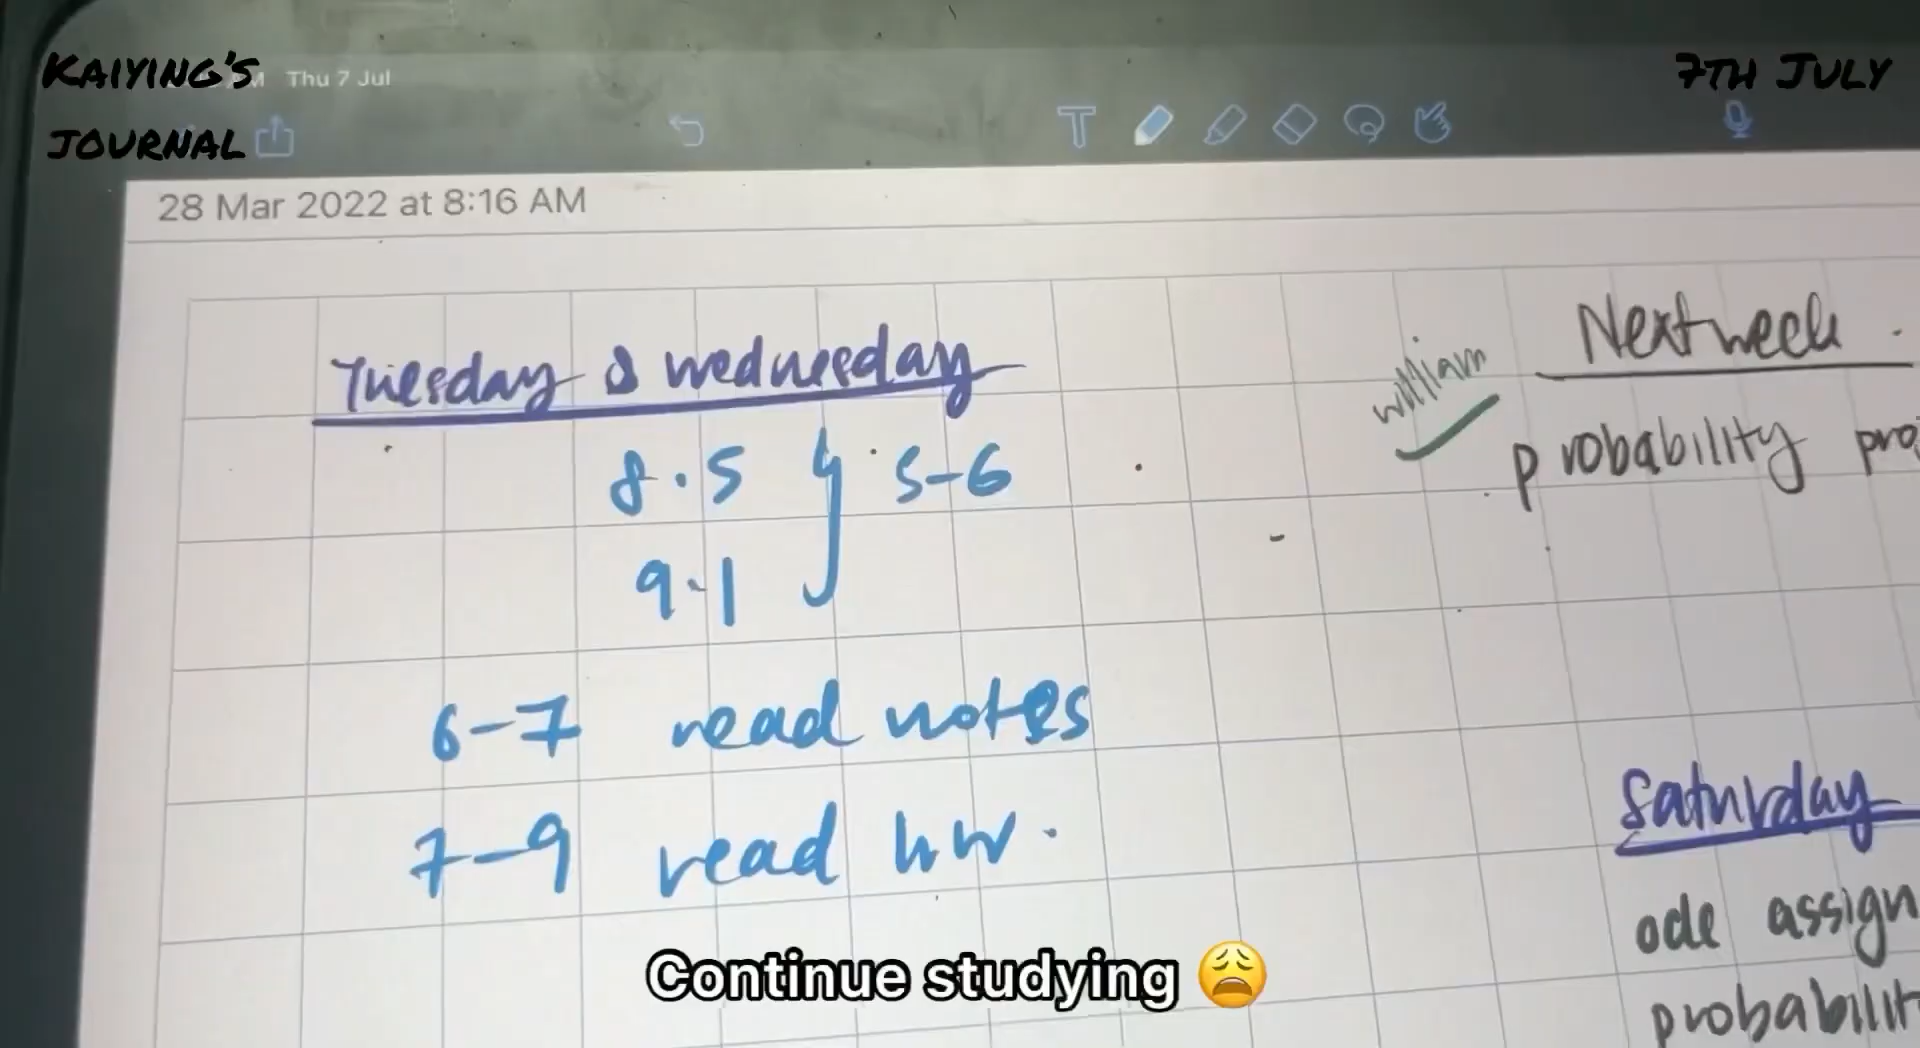 KAIYING'S
JOURNAL
Thu 7 Jul
7TH JULY
28 Mar 2022 at 8:16 AM
Tuesday & wednesday
8.5 } 5-6
9.1
6-7 read notes
7-9 read hw.
william
Next week
probability
Saturday
ode assign
probabilit
Continue studying 😩